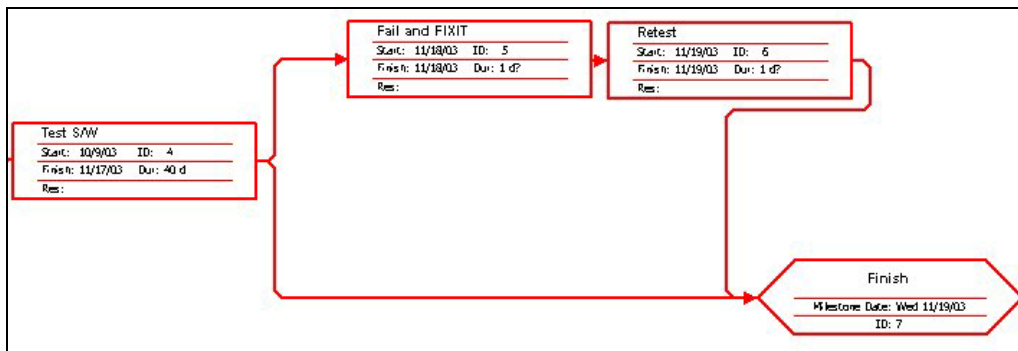 Fail and FIXIT
Start: 11/18/03 ID: 5
Finish: 11/18/03 Dur: 1 d?
Res:
Retest
Start: 11/19/03 ID: 6
Finish: 11/19/03 Dur: 1 d?
Res:
Test S/W
Start: 10/9/03 ID: 4
Finish: 11/17/03 Dur: 40 d
Res:
Finish
Milestone Date: Wed 11/19/03
ID: 7